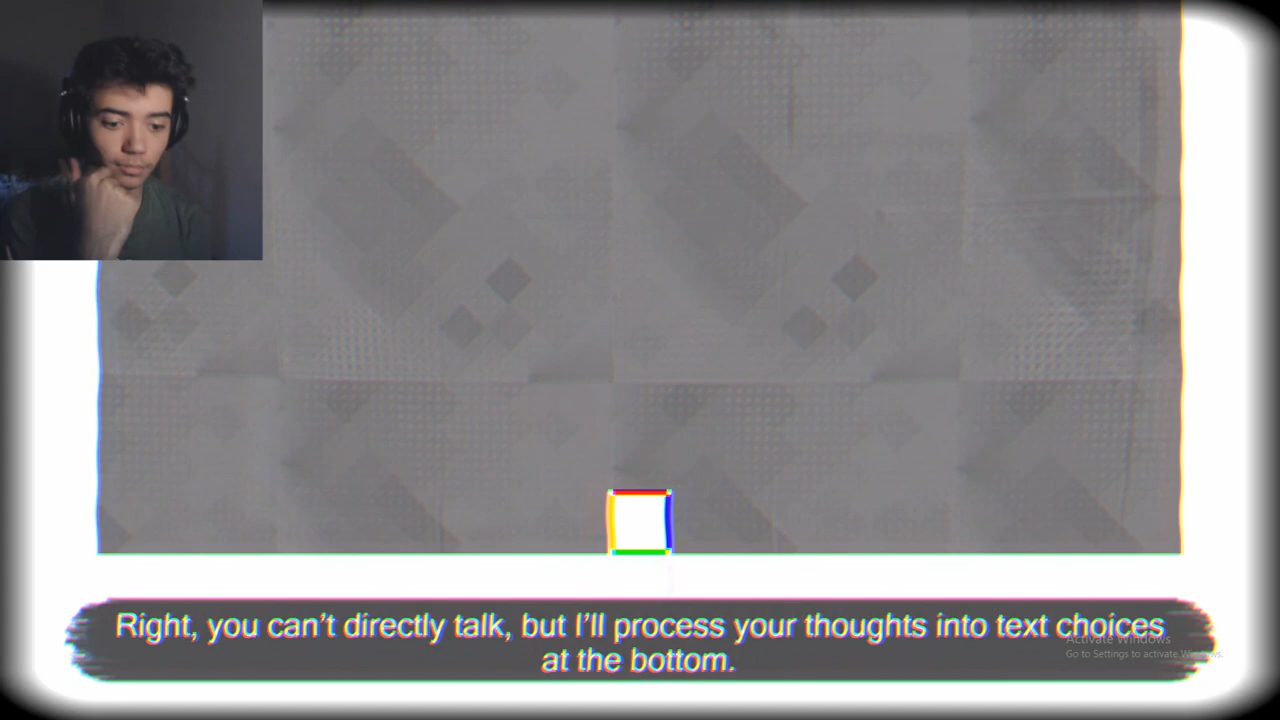 Right, you can't directly talk, but I'll process your thoughts into text choices
at the bottom.
Activate Windows
Go to Settings to activate Windows.